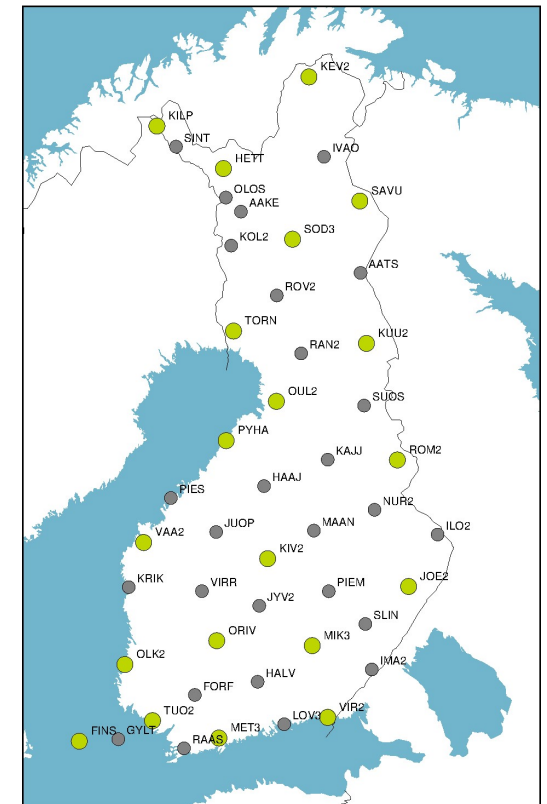 KEV2
KILP
SINT
IVAO
HETT
OLOS
SAVU
AAKE
SOD3
KOL2
AATS
ROV2
TORN
KUU2
RAN2
OUL2
SUOS
PYHA
KAJJ
ROM2
HAAJ
PIES
NUR2
JUOP
MAAN
ILO2
VAA2
KIV2
KRIK
VIRR
PIEM
JOE2
JYV2
SLIN
ORIV
MIK3
OLK2
IMA2
HALV
FORF
TUO2
LOV3
VIR2
FINS
GYLT
MET3
RAAS